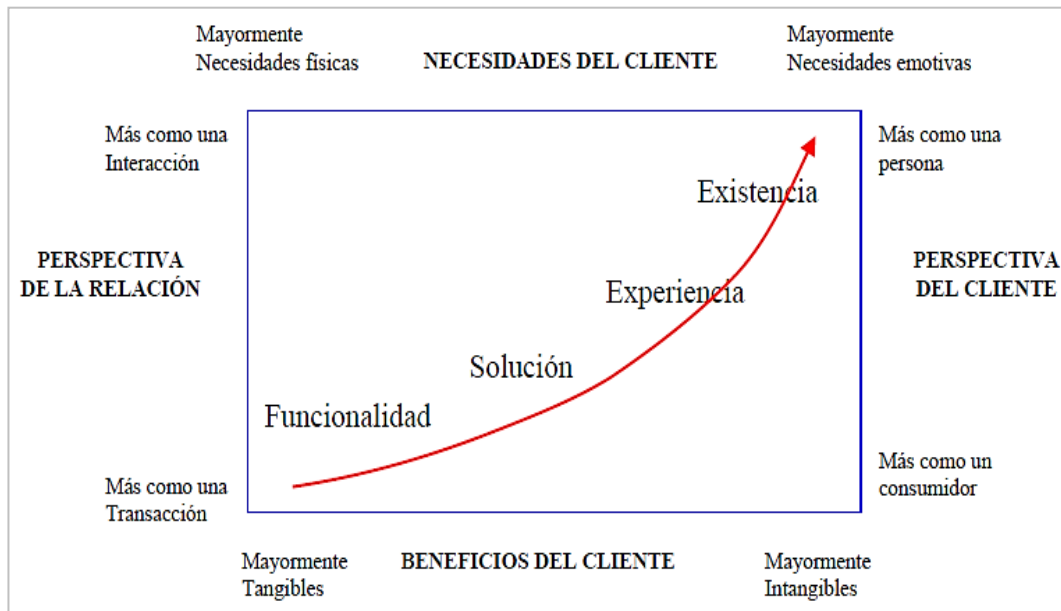 Mayormente
Necesidades físicas
NECESIDADES DEL CLIENTE
Mayormente
Necesidades emotivas
Más como una
Interacción
Más como una
persona
Existencia
PERSPECTIVA
DE LA RELACIÓN
PERSPECTIVA
DEL CLIENTE
Experiencia
Solución
Funcionalidad
Más como una
Transacción
Más como un
consumidor
Mayormente
Tangibles
BENEFICIOS DEL CLIENTE
Mayormente
Intangibles